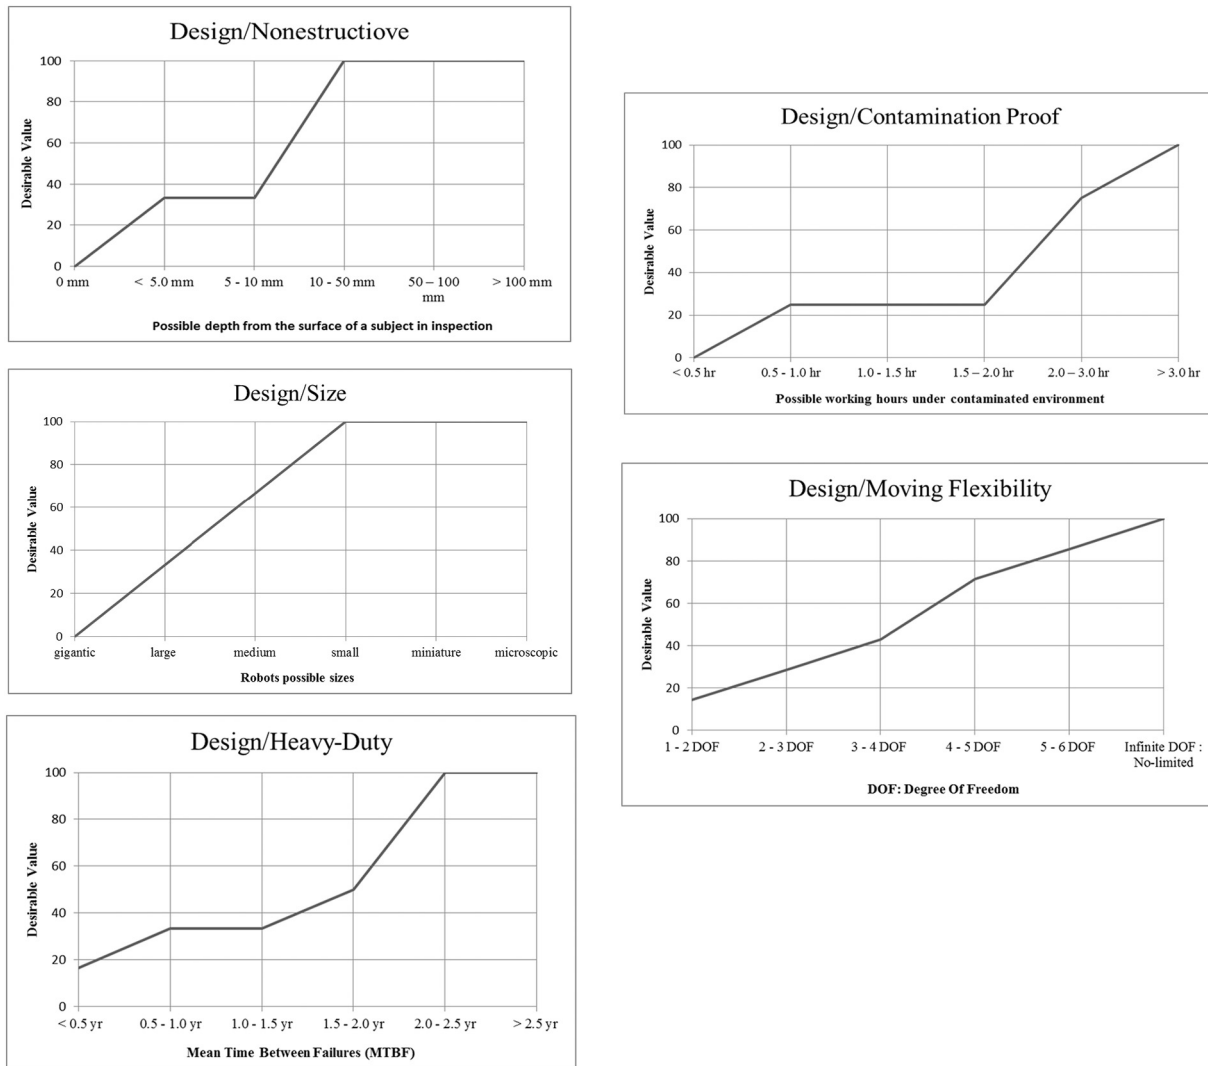 Design/Nonestructiove
100
80
60
40
20
0
Desirable Value
0 mm
< 5.0 mm
5 - 10 mm
10 - 50 mm
50 – 100
mm
> 100 mm
Possible depth from the surface of a subject in inspection
Design/Size
100
80
60
40
20
0
Desirable Value
gigantic
large
medium
small
miniature
microscopic
Robots possible sizes
Design/Heavy-Duty
100
80
60
40
20
0
Desirable Value
< 0.5 yr
0.5 - 1.0 yr
1.0 - 1.5 yr
1.5 - 2.0 yr
2.0 - 2.5 yr
> 2.5 yr
Mean Time Between Failures (MTBF)
Design/Contamination Proof
100
80
60
40
20
0
Desirable Value
< 0.5 hr
0.5 - 1.0 hr
1.0 - 1.5 hr
1.5 – 2.0 hr
2.0 – 3.0 hr
> 3.0 hr
Possible working hours under contaminated environment
Design/Moving Flexibility
100
80
60
40
20
0
Desirable Value
1 - 2 DOF
2 - 3 DOF
3 - 4 DOF
4 - 5 DOF
5 - 6 DOF
Infinite DOF :
No-limited
DOF: Degree Of Freedom